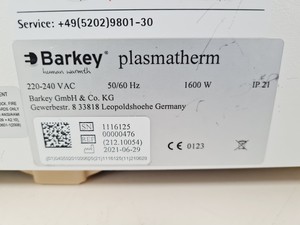 Service: +49(5202)9801-30
Barkey® plasmatherm
human warmth
220-240 VAC 50/60 Hz 1600 W IP 21
Barkey GmbH & Co. KG
Gewerbestr. 8 33818 Leopoldshoehe Germany
SN 1116125
00000476
(212.10054)
2021-06-29
CE 0123